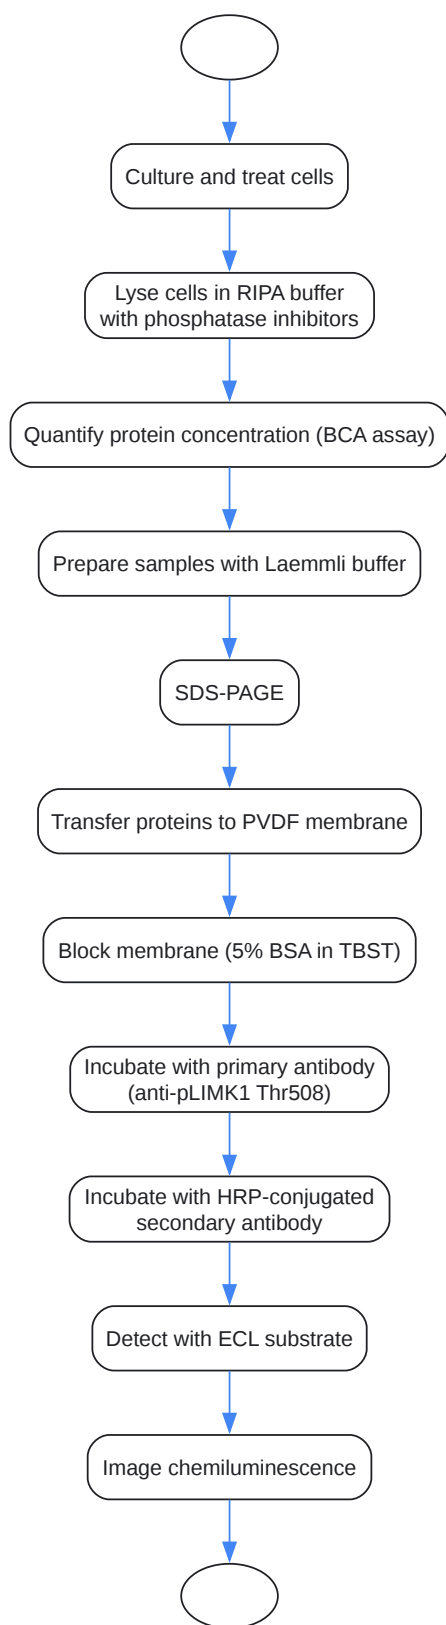 Culture and treat cells
Lyse cells in RIPA buffer
with phosphatase inhibitors
Quantify protein concentration (BCA assay)
Prepare samples with Laemmli buffer
SDS-PAGE
Transfer proteins to PVDF membrane
Block membrane (5% BSA in TBST)
Incubate with primary antibody
(anti-pLIMK1 Thr508)
Incubate with HRP-conjugated
secondary antibody
Detect with ECL substrate
Image chemiluminescence